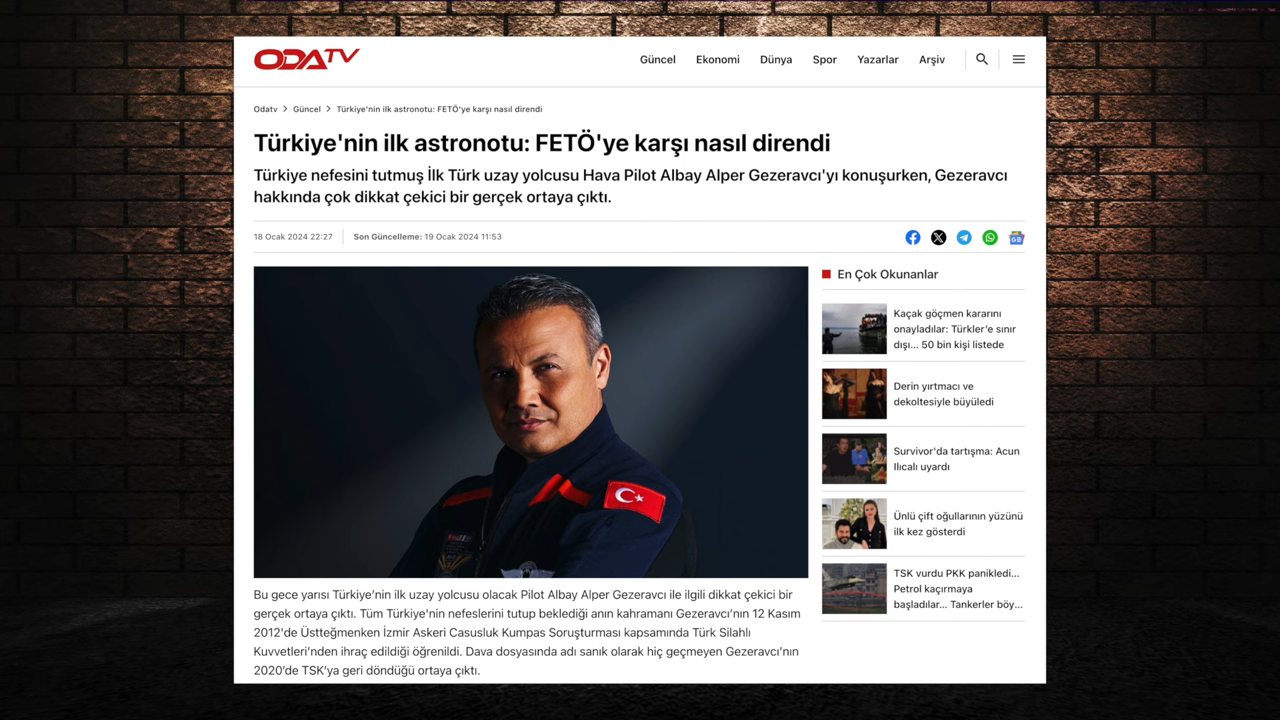 ODATV
Güncel Ekonomi Dünya Spor Yazarlar Arşiv
Odatv > Güncel > Türkiye'nin ilk astronotu: FETÖ'ye karşı nasıl direndi
Türkiye'nin ilk astronotu: FETÖ'ye karşı nasıl direndi
Türkiye nefesini tutmuş İlk Türk uzay yolcusu Hava Pilot Albay Alper Gezeravcı'yı konuşurken, Gezeravcı
hakkında çok dikkat çekici bir gerçek ortaya çıktı.
18 Ocak 2024 22:27 Son Güncelleme: 19 Ocak 2024 11:53
En Çok Okunanlar
Kaçak göçmen kararını
onayladılar: Türkler'e sınır
dışı... 50 bin kişi listede
Derin yırtmacı ve
dekoltesiyle büyüledi
Survivor'da tartışma: Acun
Ilıcalı uyardı
Ünlü çift oğullarının yüzünü
ilk kez gösterdi
TSK vurdu PKK panikledi...
Petrol kaçırmaya
başladılar... Tankerler böy...
Bu gece yarısı Türkiye'nin ilk uzay yolcusu olacak Pilot Albay Alper Gezeravcı ile ilgili dikkat çekici bir
gerçek ortaya çıktı. Tüm Türkiye'nin nefeslerini tutup beklediği anın kahramanı Gezeravcı'nın 12 Kasım
2012'de Üstteğmenken İzmir Askeri Casusluk Kumpas Soruşturması kapsamında Türk Silahlı
Kuvvetleri'nden ihraç edildiği öğrenildi. Dava dosyasında adı sanık olarak hiç geçmeyen Gezeravcı'nın
2020'de TSK'ya geri döndüğü ortaya çıktı.